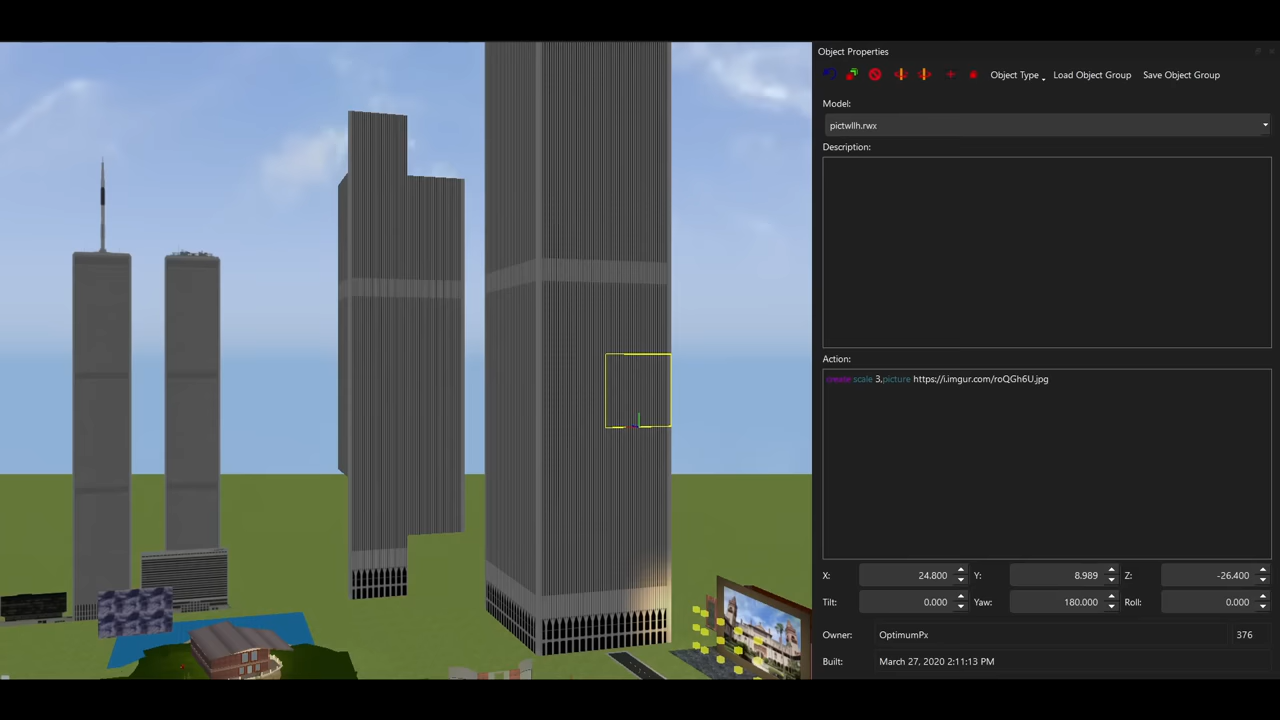 Object Properties
Object Type Load Object Group Save Object Group
Model:
pictwllh.rwx
Description:
Action:
create scale 3,picture https://i.imgur.com/roQGh6U.jpg
X: 24.800 Y: 8.989 Z: -26.400
Tilt: 0.000 Yaw: 180.000 Roll: 0.000
Owner: OptimumPx 376
Built: March 27, 2020 2:11:13 PM